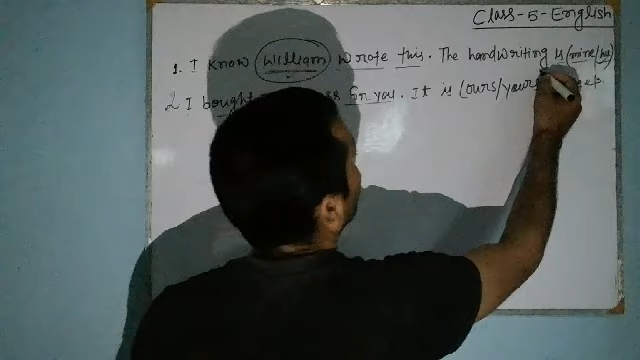 Class-5-English
1. I know William wrote this. The handwriting is (mine/his)
2 I bought for you. It is (ours/yours